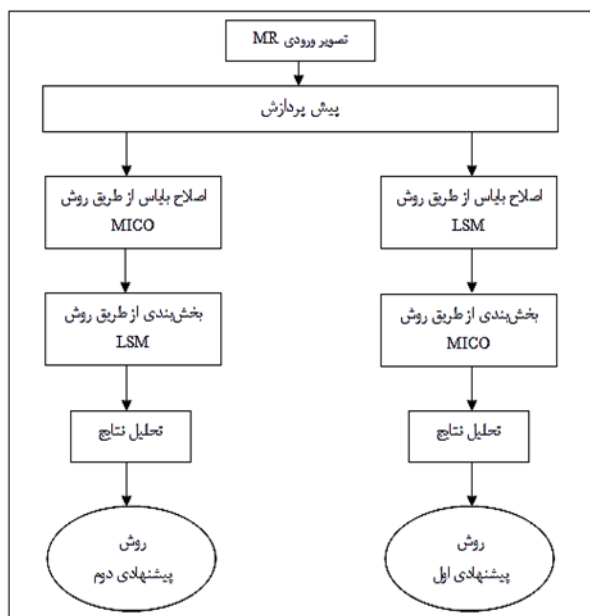 تصویر ورودی MR
پیش پردازش
اصلاح بایاس از طریق روش
LSM
اصلاح بایاس از طریق روش
MICO
بخش‌بندی از طریق روش
MICO
بخش‌بندی از طریق روش
LSM
تحلیل نتایج
تحلیل نتایج
روش
پیشنهادی اول
روش
پیشنهادی دوم